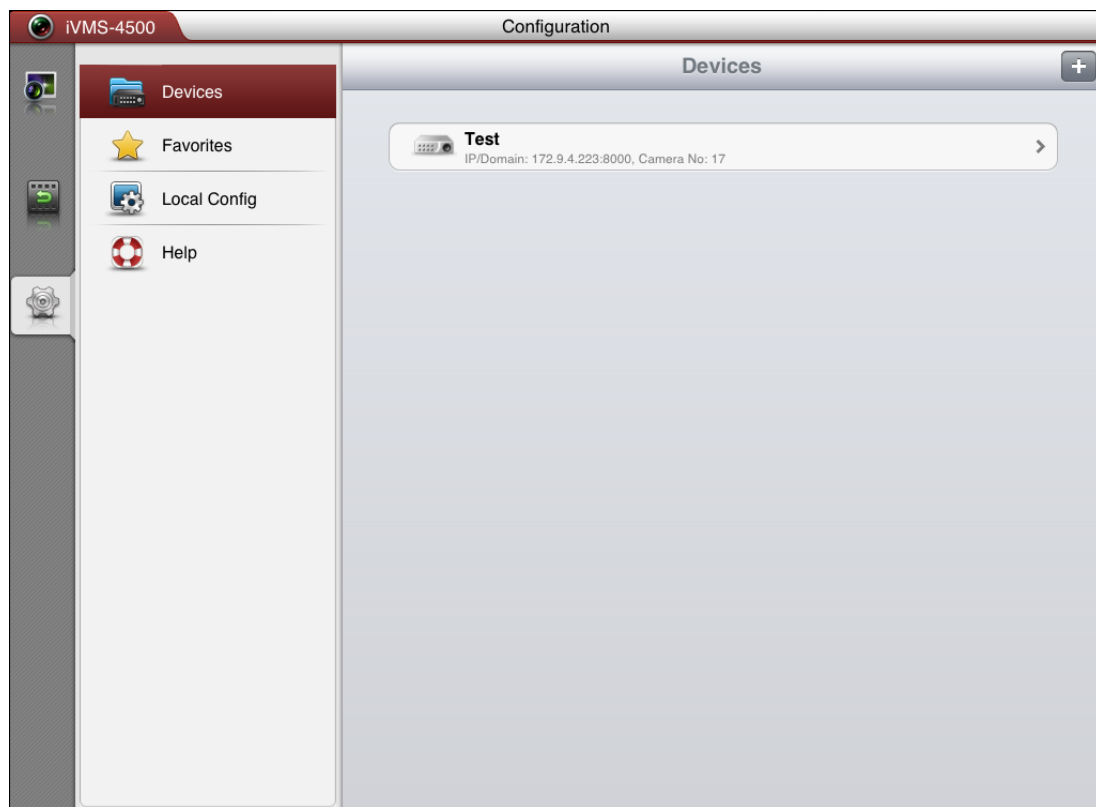 iVMS-4500
Configuration
Devices
Favorites
Local Config
Help
Devices
Test
IP/Domain: 172.9.4.223:8000, Camera No: 17